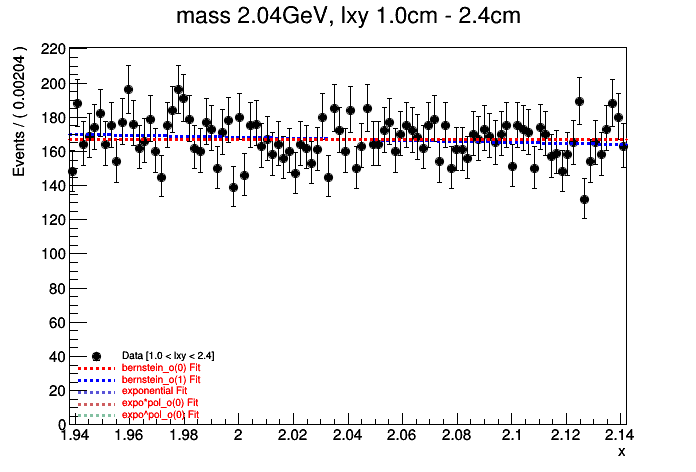 mass 2.04GeV, lxy 1.0cm - 2.4cm
Events / ( 0.00204 )
220
200
180
160
140
120
100
80
60
40
20
0
Data [1.0 < lxy < 2.4]
bernstein_o(0) Fit
bernstein_o(1) Fit
exponential Fit
expo*pol_o(0) Fit
expo^pol_o(0) Fit
1.94 1.96 1.98 2 2.02 2.04 2.06 2.08 2.1 2.12 2.14
x